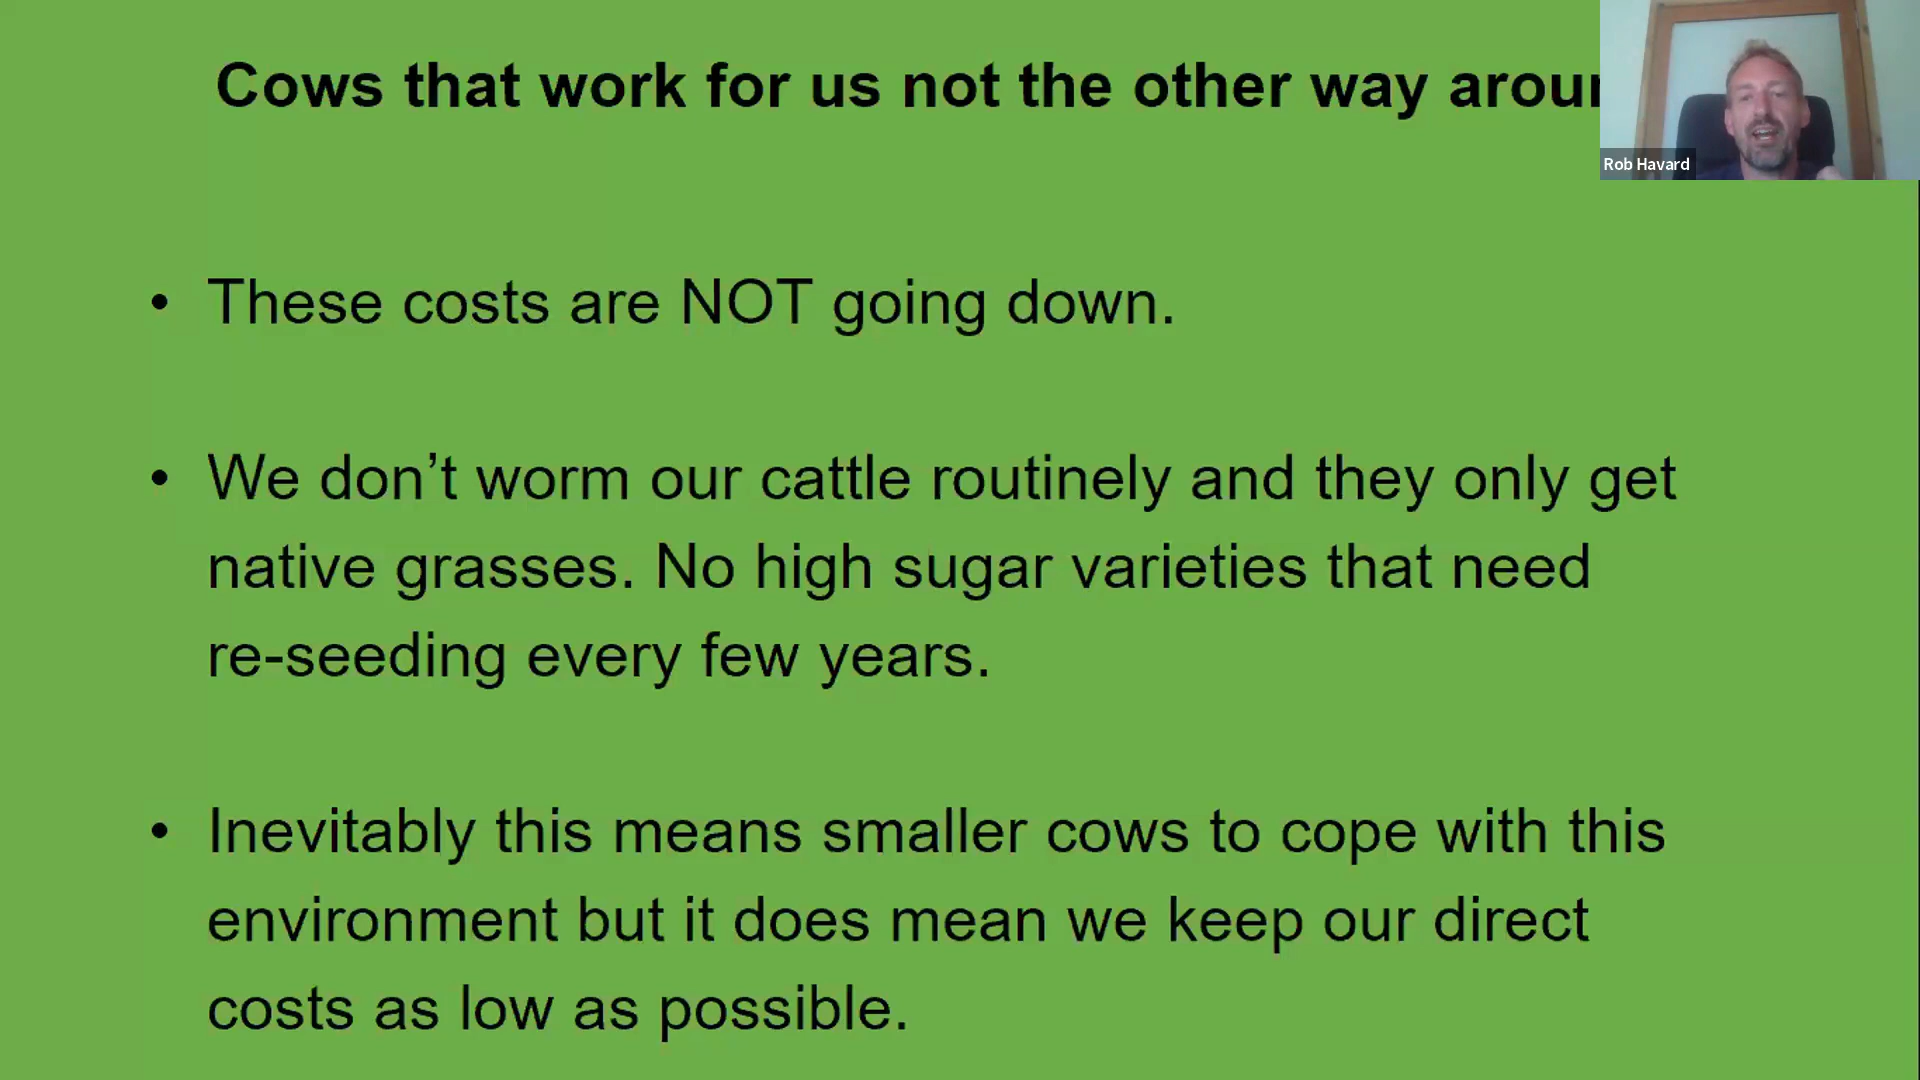 Cows that work for us not the other way arou
Rob Havard
• These costs are NOT going down.
• We don’t worm our cattle routinely and they only get
native grasses. No high sugar varieties that need
re-seeding every few years.
• Inevitably this means smaller cows to cope with this
environment but it does mean we keep our direct
costs as low as possible.